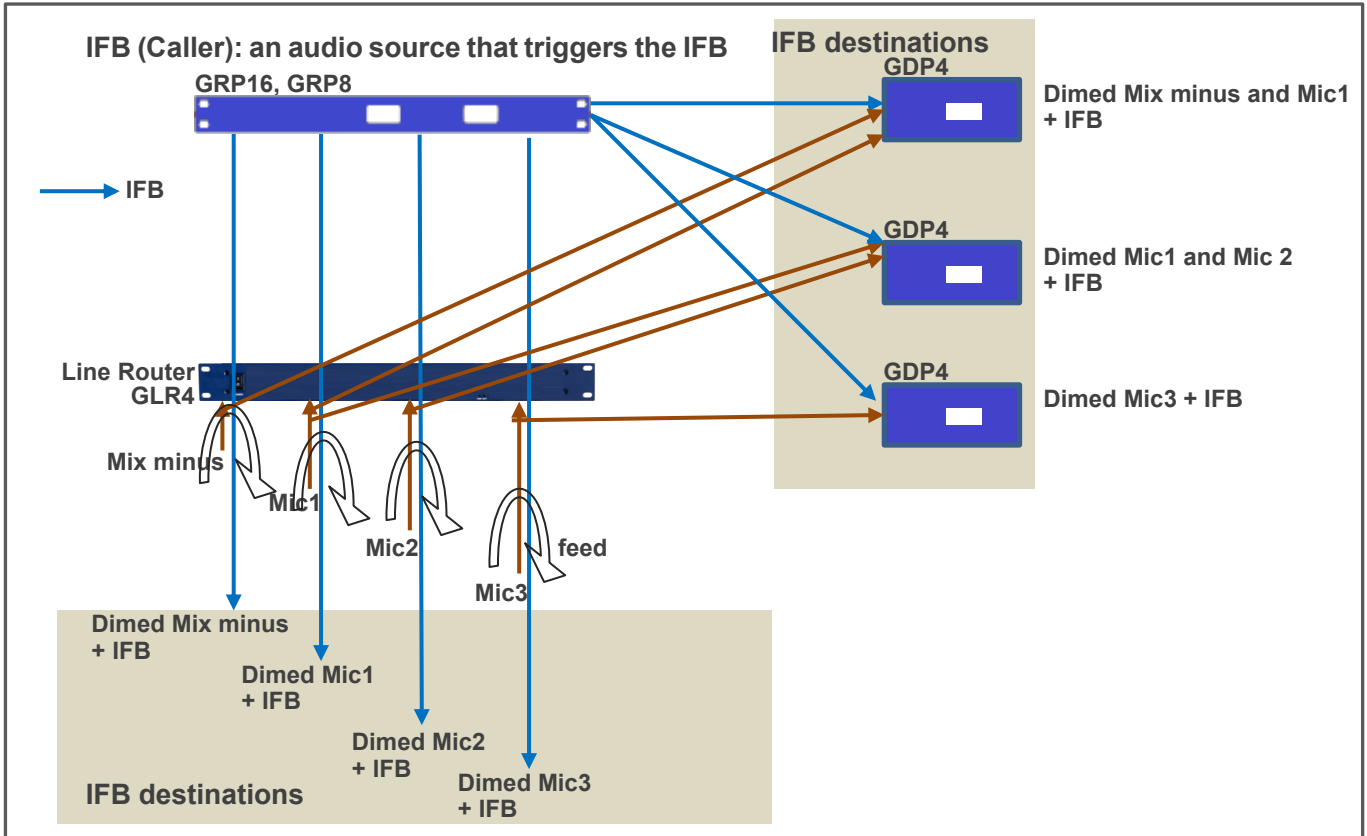 IFB (Caller): an audio source that triggers the IFB
GRP16, GRP8
IFB
IFB destinations
GDP4
Dimed Mix minus and Mic1
+ IFB
GDP4
Dimed Mic1 and Mic 2
+ IFB
GDP4
Dimed Mic3 + IFB
Line Router
GLR4
Mix minus
Mic1
Mic2
Mic3
feed
Dimed Mix minus
+ IFB
Dimed Mic1
+ IFB
Dimed Mic2
+ IFB
Dimed Mic3
+ IFB
IFB destinations